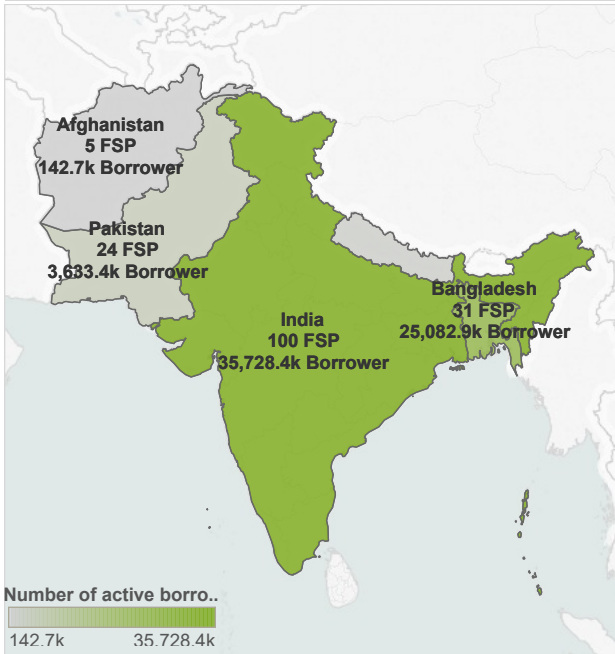 Afghanistan
5 FSP
142.7k Borrower
Pakistan
24 FSP
3,633.4k Borrower
India
100 FSP
35,728.4k Borrower
Bangladesh
31 FSP
25,082.9k Borrower
Number of active borro..
142.7k 35,728.4k